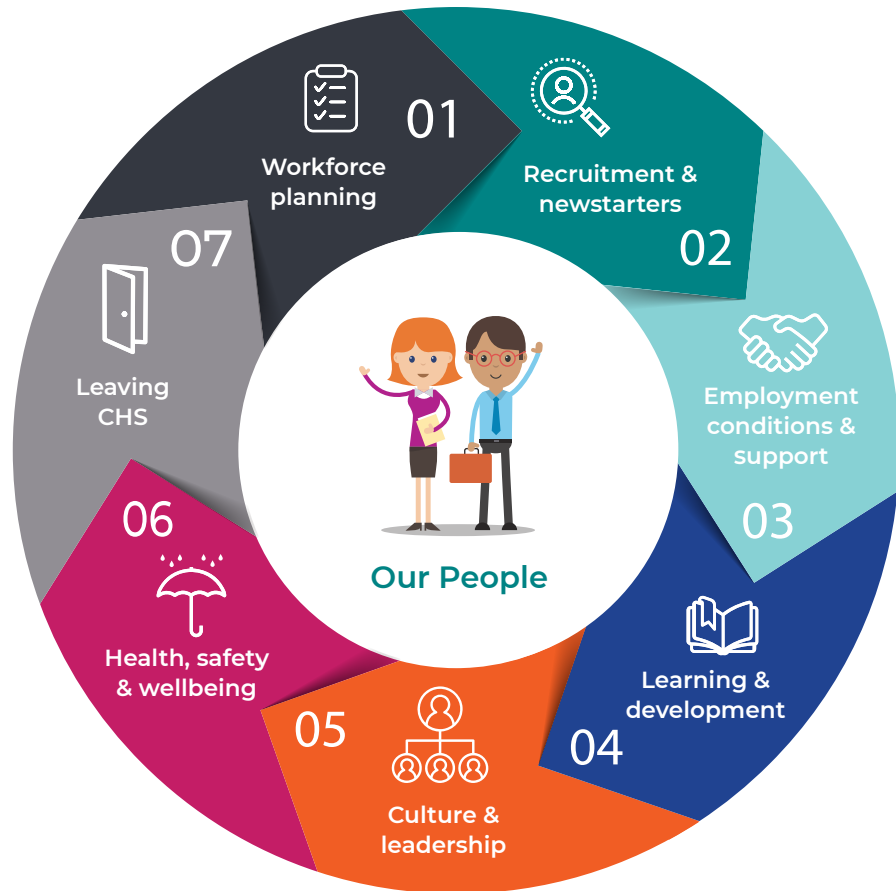 01
Workforce
planning
Recruitment &
newstarters
02
Employment
conditions &
support
03
Learning &
development
04
05
Culture &
leadership
06
Health, safety
& wellbeing
07
Leaving
CHS
Our People